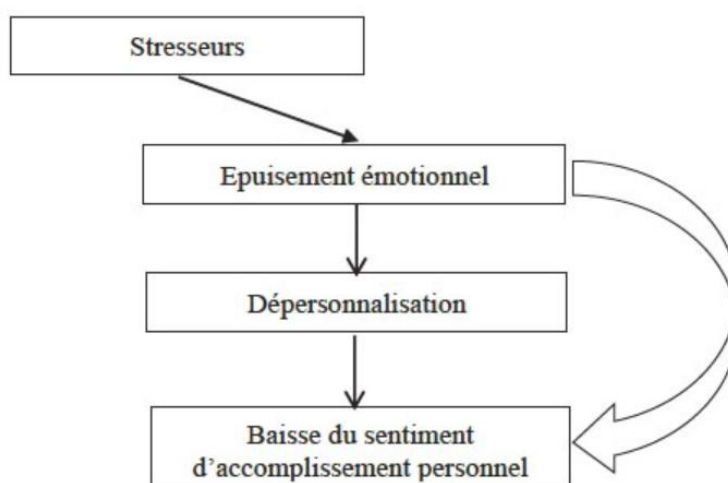 Stresseurs
Epuisement émotionnel
Dépersonnalisation
Baisse du sentiment
d'accomplissement personnel